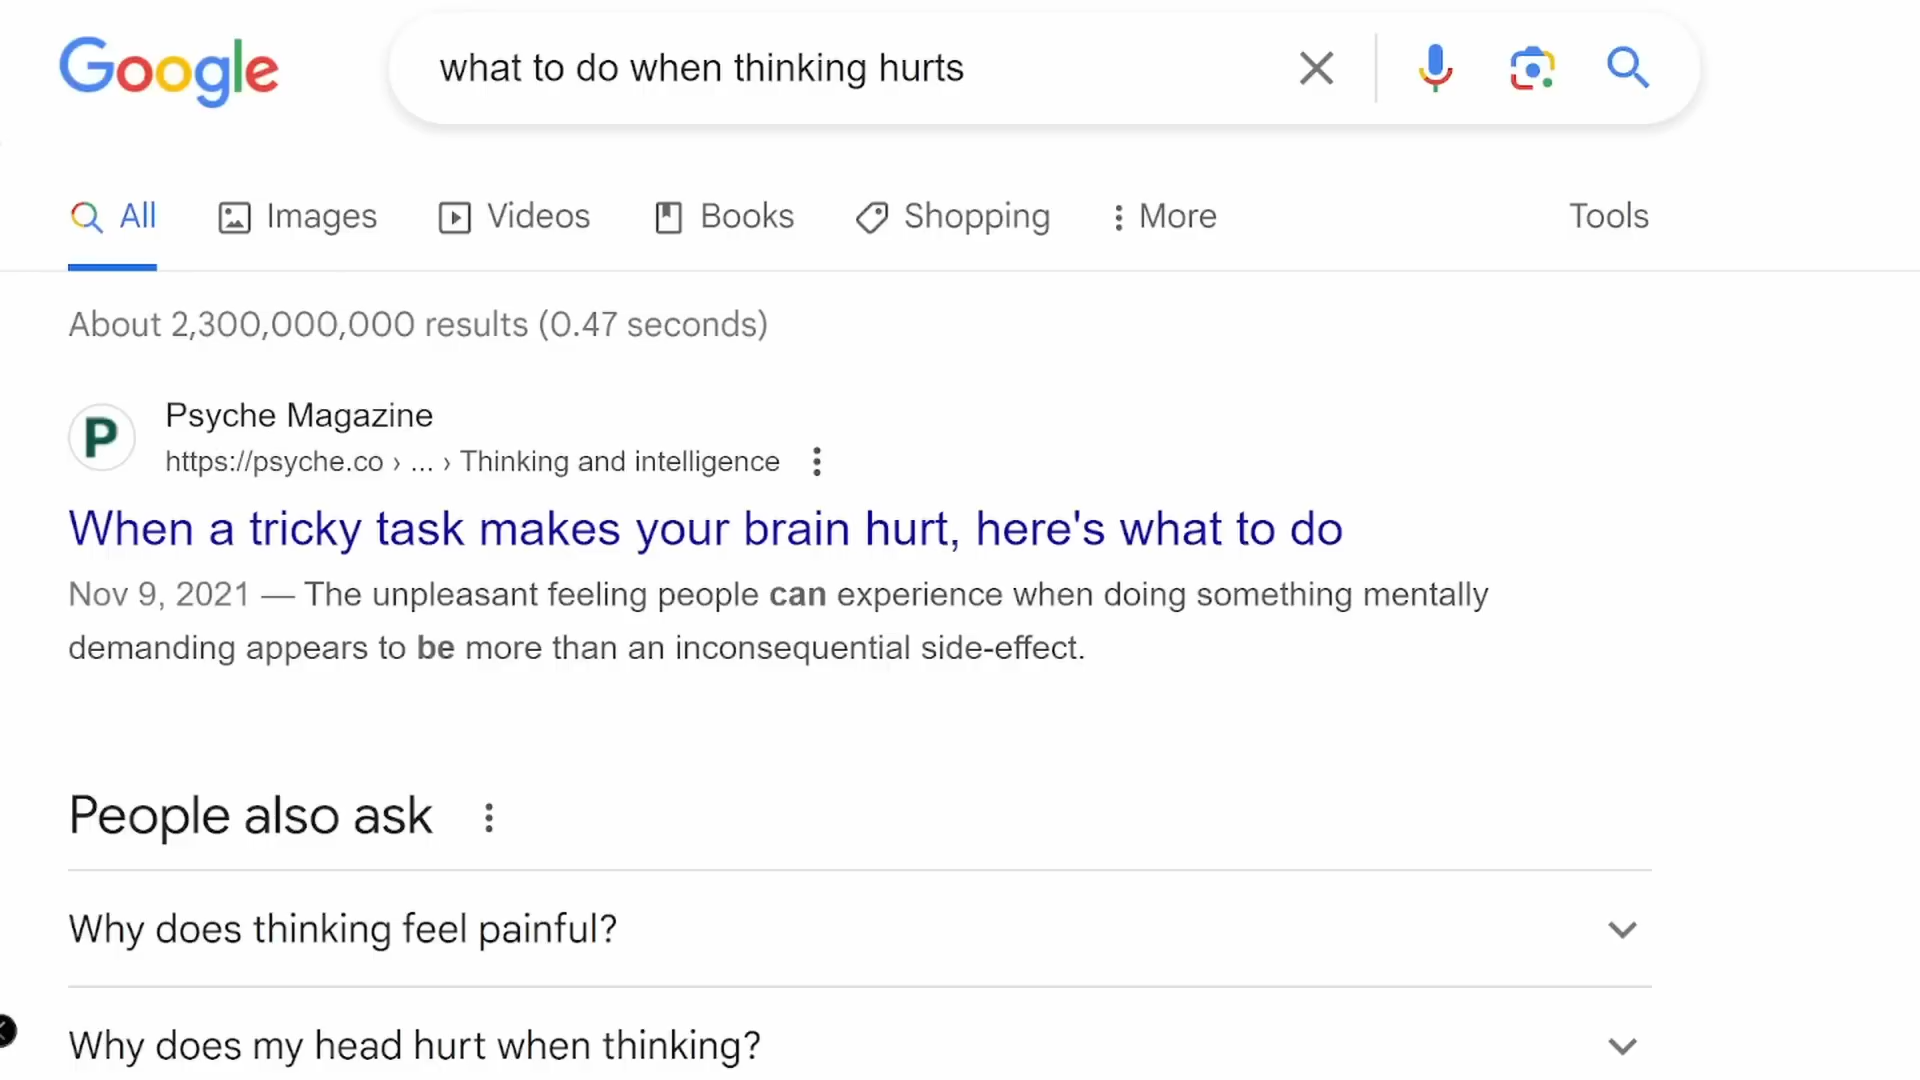 Google
what to do when thinking hurts
All Images Videos Books Shopping More Tools
About 2,300,000,000 results (0.47 seconds)
P
Psyche Magazine
https://psyche.co › ... › Thinking and intelligence
When a tricky task makes your brain hurt, here's what to do
Nov 9, 2021 — The unpleasant feeling people can experience when doing something mentally
demanding appears to be more than an inconsequential side-effect.
People also ask
Why does thinking feel painful?
Why does my head hurt when thinking?